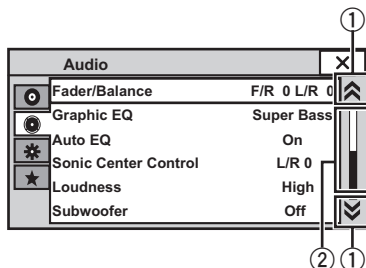 ①
Audio
Fader/Balance F/R 0 L/R 0
Graphic EQ Super Bass
Auto EQ On
Sonic Center Control L/R 0
Loudness High
Subwoofer Off
② ①